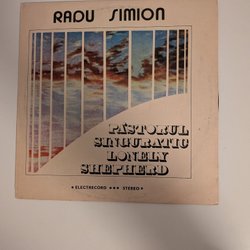 RADU SIMION
PĂSTORUL
SINGURATIC
LONELY
SHEPHERD
★ ELECTRECORD ★★★ STEREO ★